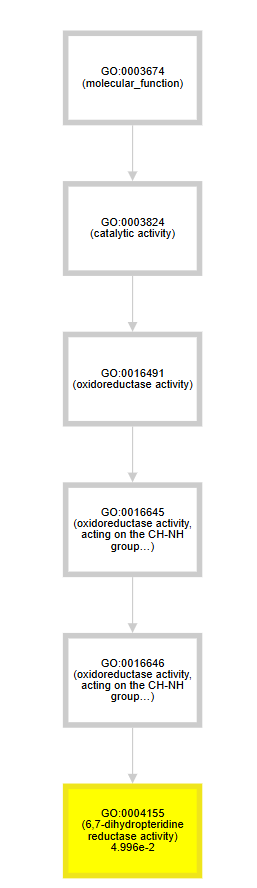 GO:0003674
(molecular_function)
GO:0003824
(catalytic activity)
GO:0016491
(oxidoreductase activity)
GO:0016645
(oxidoreductase activity,
acting on the CH-NH
group...)
GO:0016646
(oxidoreductase activity,
acting on the CH-NH
group...)
GO:0004155
(6,7-dihydropteridine
reductase activity)
4.996e-2